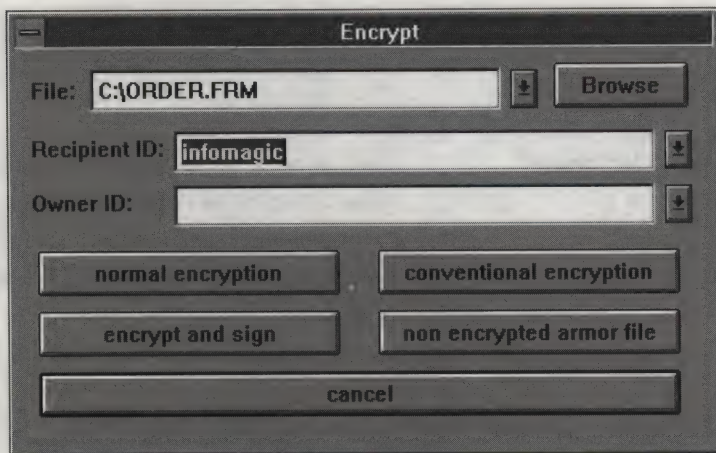 Encrypt
File: C:\ORDER.FRM Browse
Recipient ID: infomagic
Owner ID:
normal encryption conventional encryption
encrypt and sign non encrypted armor file
cancel